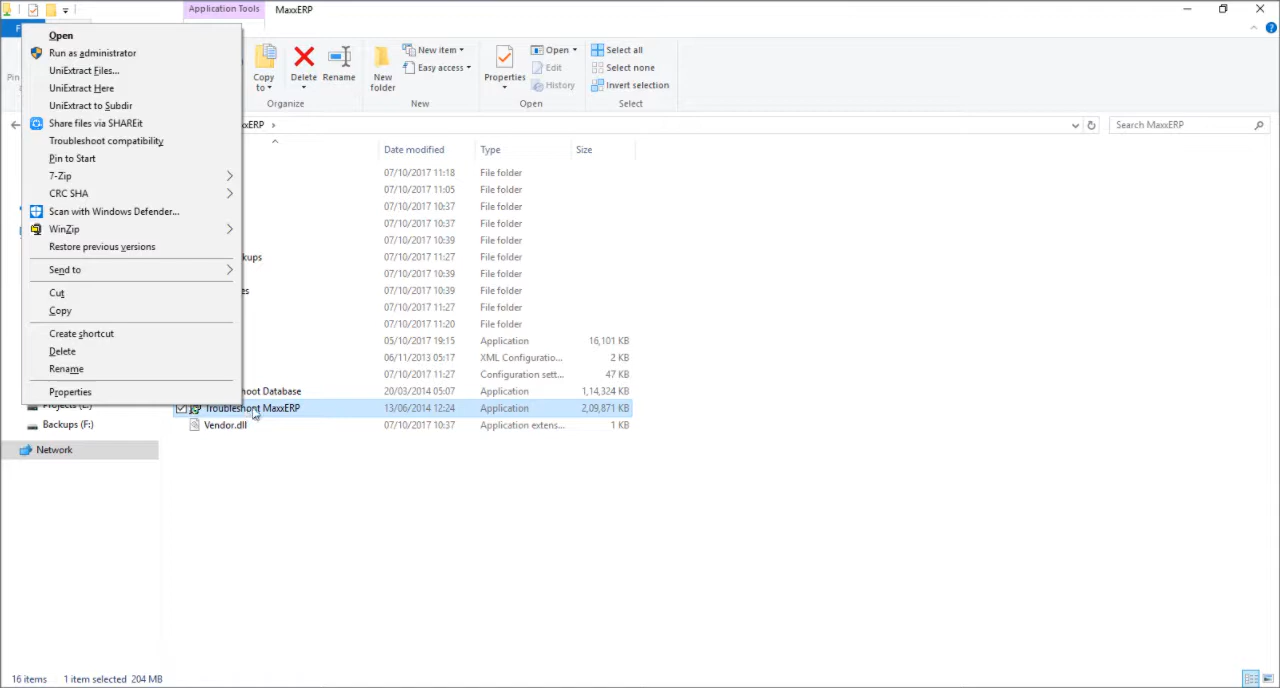 Application Tools
MaxxERP
F
Open
Run as administrator
UniExtract Files...
UniExtract Here
UniExtract to Subdir
Share files via SHAREit
Troubleshoot compatibility
Pin to Start
7-Zip
CRC SHA
Scan with Windows Defender...
WinZip
Restore previous versions
Send to
Cut
Copy
Create shortcut
Delete
Rename
Properties
Pin
Copy to
Delete
Rename
Organize
New folder
New item
Easy access
New
Properties
Open
Edit
History
Open
Select all
Select none
Invert selection
Select
xERP
Search MaxxERP
Date modified Type Size
07/10/2017 11:18 File folder
07/10/2017 11:05 File folder
07/10/2017 10:37 File folder
07/10/2017 10:37 File folder
07/10/2017 10:39 File folder
kups 07/10/2017 11:27 File folder
07/10/2017 10:39 File folder
es 07/10/2017 10:39 File folder
07/10/2017 11:27 File folder
07/10/2017 11:20 File folder
05/10/2017 19:15 Application 16,101 KB
06/11/2013 05:17 XML Configuratio... 2 KB
07/10/2017 11:27 Configuration sett... 47 KB
hoot Database 20/03/2014 05:07 Application 1,14,324 KB
Troubleshoot MaxxERP 13/06/2014 12:24 Application 2,09,871 KB
Vendor.dll 07/10/2017 10:37 Application extens... 1 KB
Backups (F:)
Network
16 items 1 item selected 204 MB